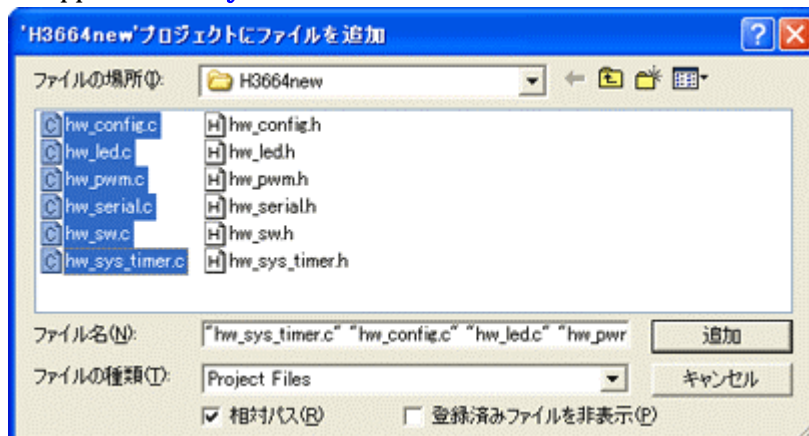 'H3664new'プロジェクトにファイルを追加
ファイルの場所(I):
H3664new
hw_config.c
hw_led.c
hw_pwm.c
hw_serial.c
hw_sw.c
hw_sys_timer.c
hw_config.h
hw_led.h
hw_pwm.h
hw_serial.h
hw_sw.h
hw_sys_timer.h
ファイル名(N):
"hw_sys_timer.c" "hw_config.c" "hw_led.c" "hw_pwr
追加
ファイルの種類(T):
Project Files
キャンセル
相対パス(R)
登録済みファイルを非表示(P)